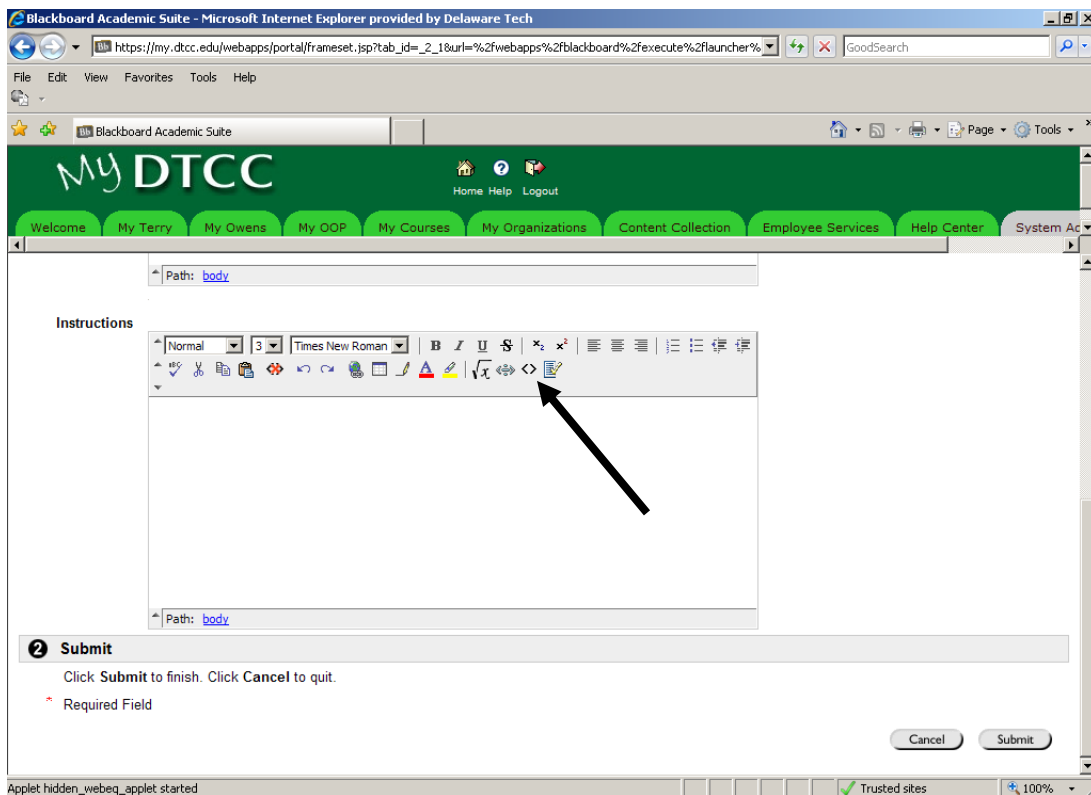 Blackboard Academic Suite - Microsoft Internet Explorer provided by Delaware Tech
https://my.dtcc.edu/webapps/portal/frameset.jsp?tab_id=_2_1&url=%2fwebapps%2fblackboard%2fexecute%2flauncher% GoodSearch
File Edit View Favorites Tools Help
Blackboard Academic Suite Page Tools
My DTCC
Home Help Logout
Welcome My Terry My Owens My OOP My Courses My Organizations Content Collection Employee Services Help Center System Ac
Path: body
Instructions
Normal 3 Times New Roman B I U S x₂ x²
ABC √x <>
Path: body
2 Submit
Click Submit to finish. Click Cancel to quit.
* Required Field
Cancel Submit
Applet hidden_webeq_applet started Trusted sites 100%